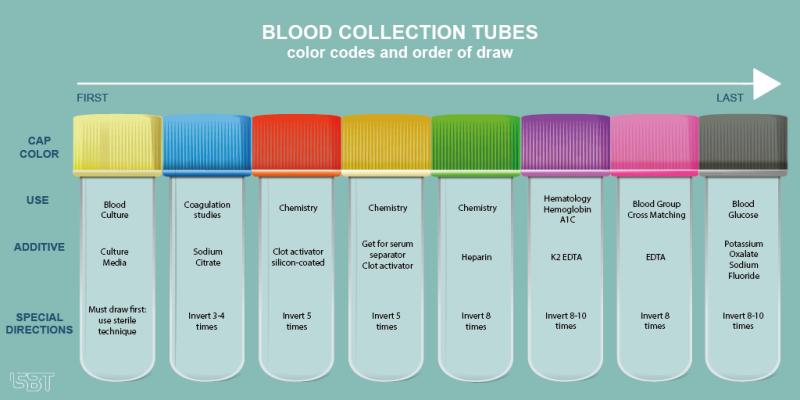 BLOOD COLLECTION TUBES
color codes and order of draw
FIRST
LAST
CAP
COLOR
USE
Blood
Culture
Coagulation
studies
Chemistry
Chemistry
Chemistry
Hematology
Hemoglobin
A1C
Blood Group
Cross Matching
Blood
Glucose
ADDITIVE
Culture
Media
Sodium
Citrate
Clot activator
silicon-coated
Get for serum
separator
Clot activator
Heparin
K2 EDTA
EDTA
Potassium
Oxalate
Sodium
Fluoride
SPECIAL
DIRECTIONS
Must draw first:
use sterile
technique
Invert 3-4
times
Invert 5
times
Invert 5
times
Invert 8
times
Invert 8-10
times
Invert 8
times
Invert 8-10
times